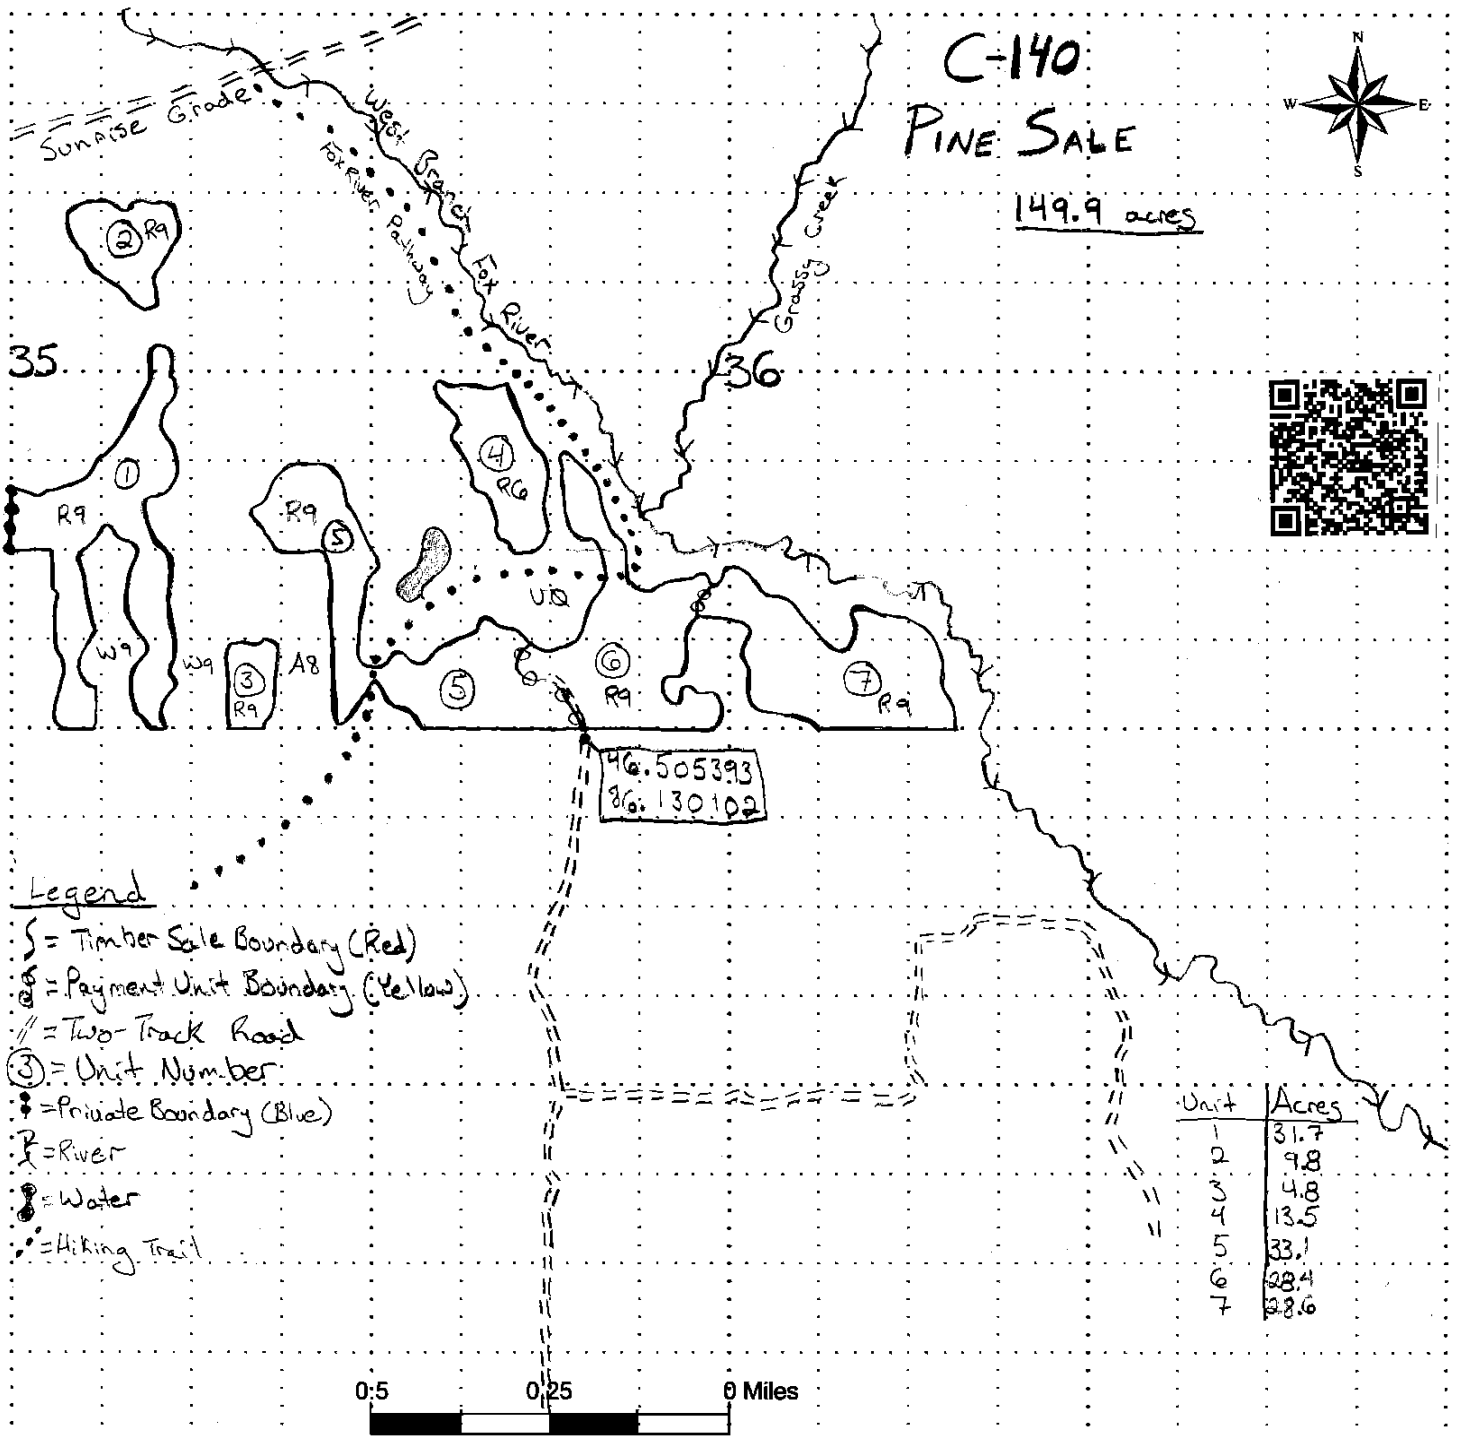 C-140
PINE SALE
149.9 acres
N
W
E
S
Sunrise Grade
West Branch Fox River
Fox River Pathway
Grassy Creek
2
R9
35
36
1
R9
4
R6
R9
5
UQ
W9
W9
3
R9
A8
5
6
R9
7
R9
46.505393
86.130102
Legend
= Timber Sale Boundary (Red)
= Payment Unit Boundary (Yellow)
= Two-Track Road
3 = Unit Number
= Private Boundary (Blue)
= River
= Water
= Hiking Trail
Unit Acres
1 31.7
2 9.8
3 4.8
4 13.5
5 33.1
6 28.4
7 28.6
0.5 0.25 0 Miles